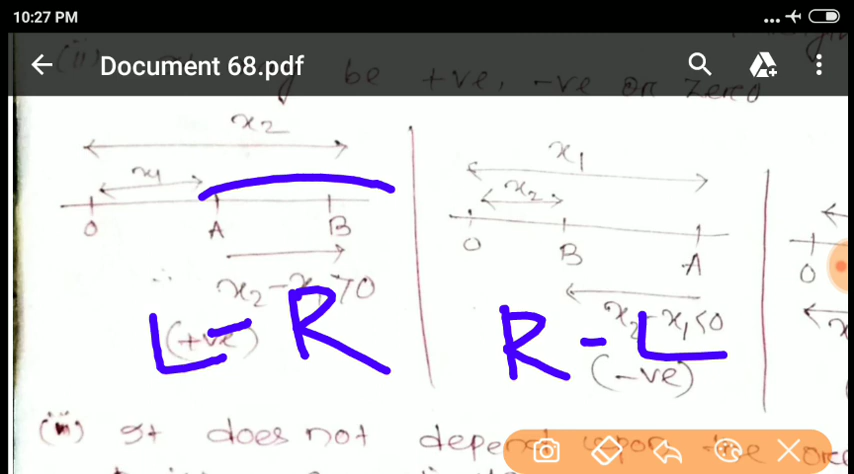 10:27 PM
Document 68.pdf
(ii) be +ve, -ve or zero
x2
x1
O A B
x2 - x1 > 0
(+ve)
L - R
x1
x2
O B A
x2 - x1 < 0
(-ve)
R - L
O
(iii) It does not depend upon the